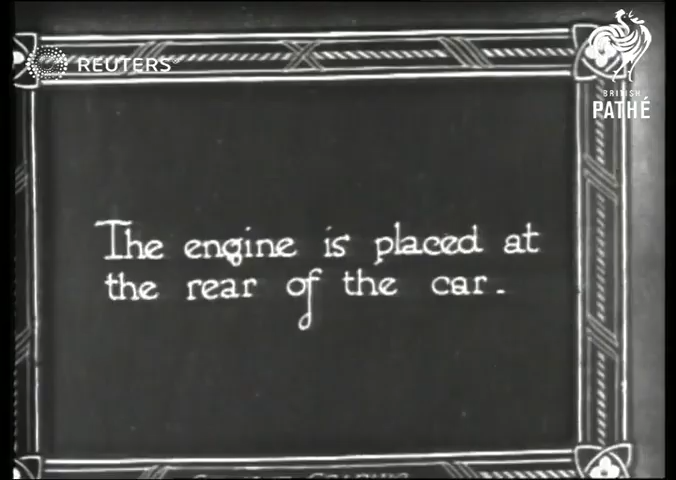 REUTERS
BRITISH
PATHÉ
The engine is placed at
the rear of the car.